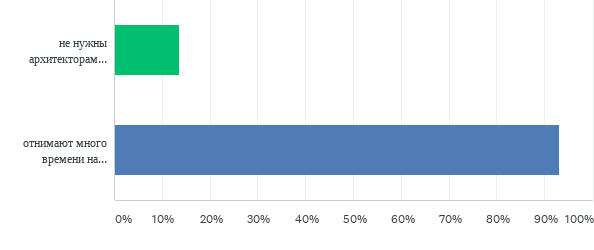 не нужны
архитекторам...
отнимают много
времени на...
0% 10% 20% 30% 40% 50% 60% 70% 80% 90% 100%